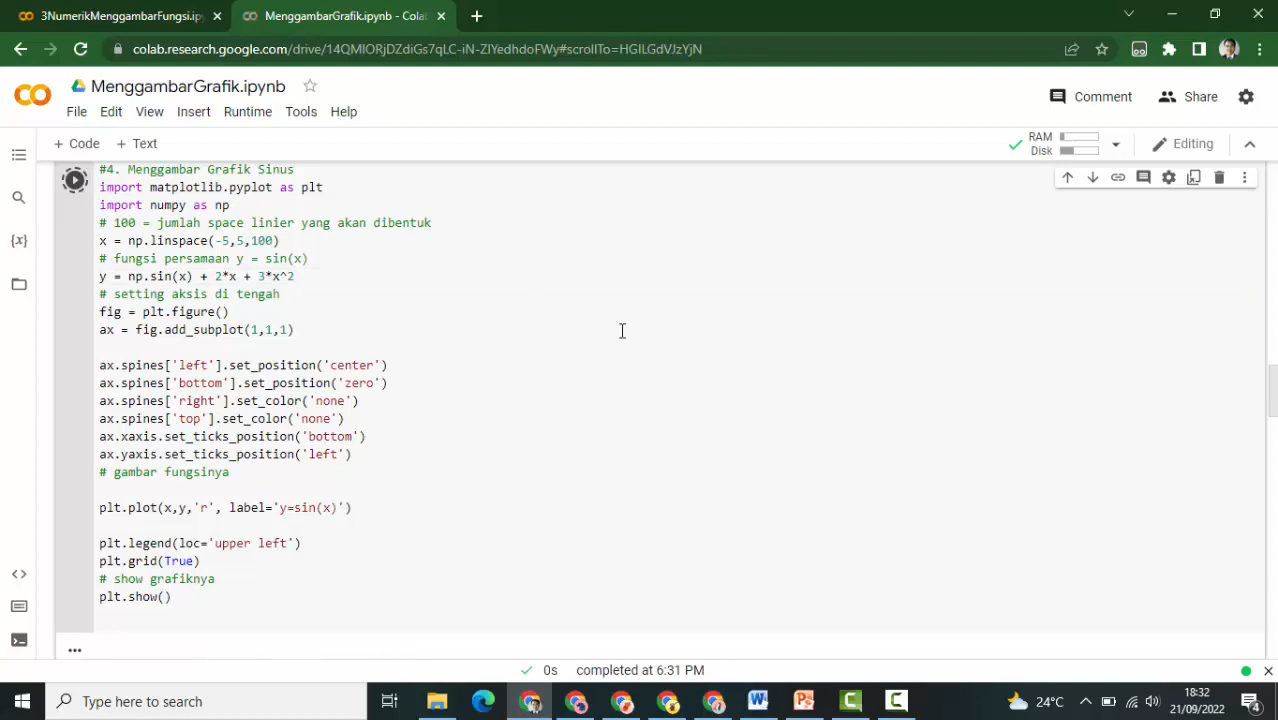 3NumerikMenggambarFungsi.ipynb
MenggambarGrafik.ipynb - Colab
colab.research.google.com/drive/14QMlORjDZdiGs7qLC-iN-ZlYedhdoFWy#scrollTo=HGILGdVJzYjN
MenggambarGrafik.ipynb
Comment
Share
File Edit View Insert Runtime Tools Help
+ Code + Text
RAM
Disk
Editing
#4. Menggambar Grafik Sinus
import matplotlib.pyplot as plt
import numpy as np
# 100 = jumlah space linier yang akan dibentuk
x = np.linspace(-5,5,100)
# fungsi persamaan y = sin(x)
y = np.sin(x) + 2*x + 3*x^2
# setting aksis di tengah
fig = plt.figure()
ax = fig.add_subplot(1,1,1)
ax.spines['left'].set_position('center')
ax.spines['bottom'].set_position('zero')
ax.spines['right'].set_color('none')
ax.spines['top'].set_color('none')
ax.xaxis.set_ticks_position('bottom')
ax.yaxis.set_ticks_position('left')
# gambar fungsinya
plt.plot(x,y,'r', label='y=sin(x)')
plt.legend(loc='upper left')
plt.grid(True)
# show grafiknya
plt.show()
0s completed at 6:31 PM
Type here to search
24°C
18:32
21/09/2022
4